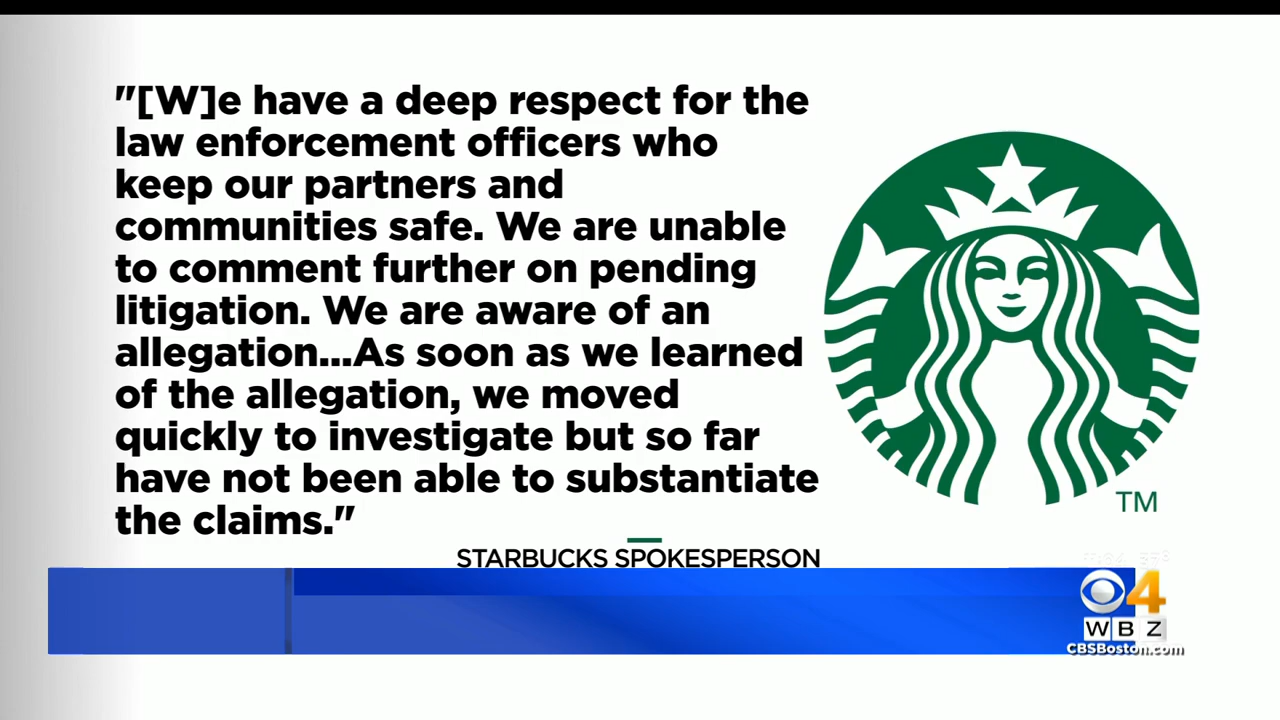 "[W]e have a deep respect for the
law enforcement officers who
keep our partners and
communities safe. We are unable
to comment further on pending
litigation. We are aware of an
allegation...As soon as we learned
of the allegation, we moved
quickly to investigate but so far
have not been able to substantiate
the claims."
STARBUCKS SPOKESPERSON
TM
4
WBZ
CBSBoston.com